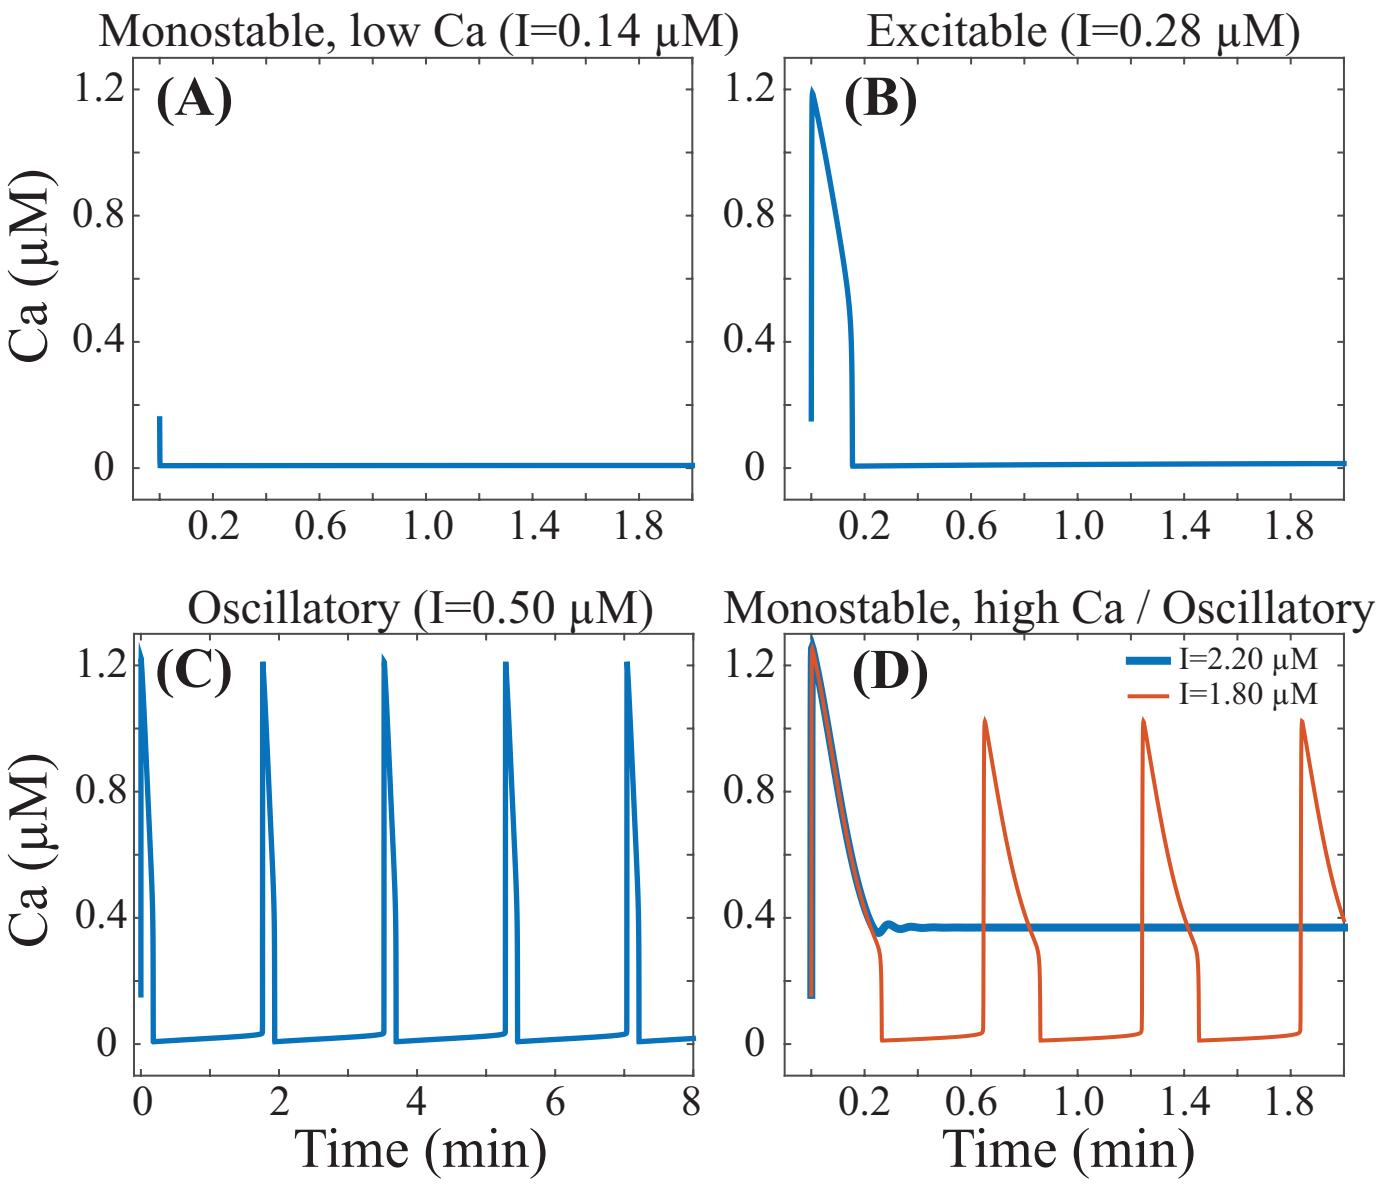 Monostable, low Ca (I=0.14 µM)
Excitable (I=0.28 µM)
(A)
(B)
Ca (µM)
1.2
0.8
0.4
0
0.2 0.6 1.0 1.4 1.8
1.2
0.8
0.4
0
0.2 0.6 1.0 1.4 1.8
Oscillatory (I=0.50 µM)
Monostable, high Ca / Oscillatory
(C)
(D)
I=2.20 µM
I=1.80 µM
Ca (µM)
1.2
0.8
0.4
0
0 2 4 6 8
Time (min)
1.2
0.8
0.4
0
0.2 0.6 1.0 1.4 1.8
Time (min)